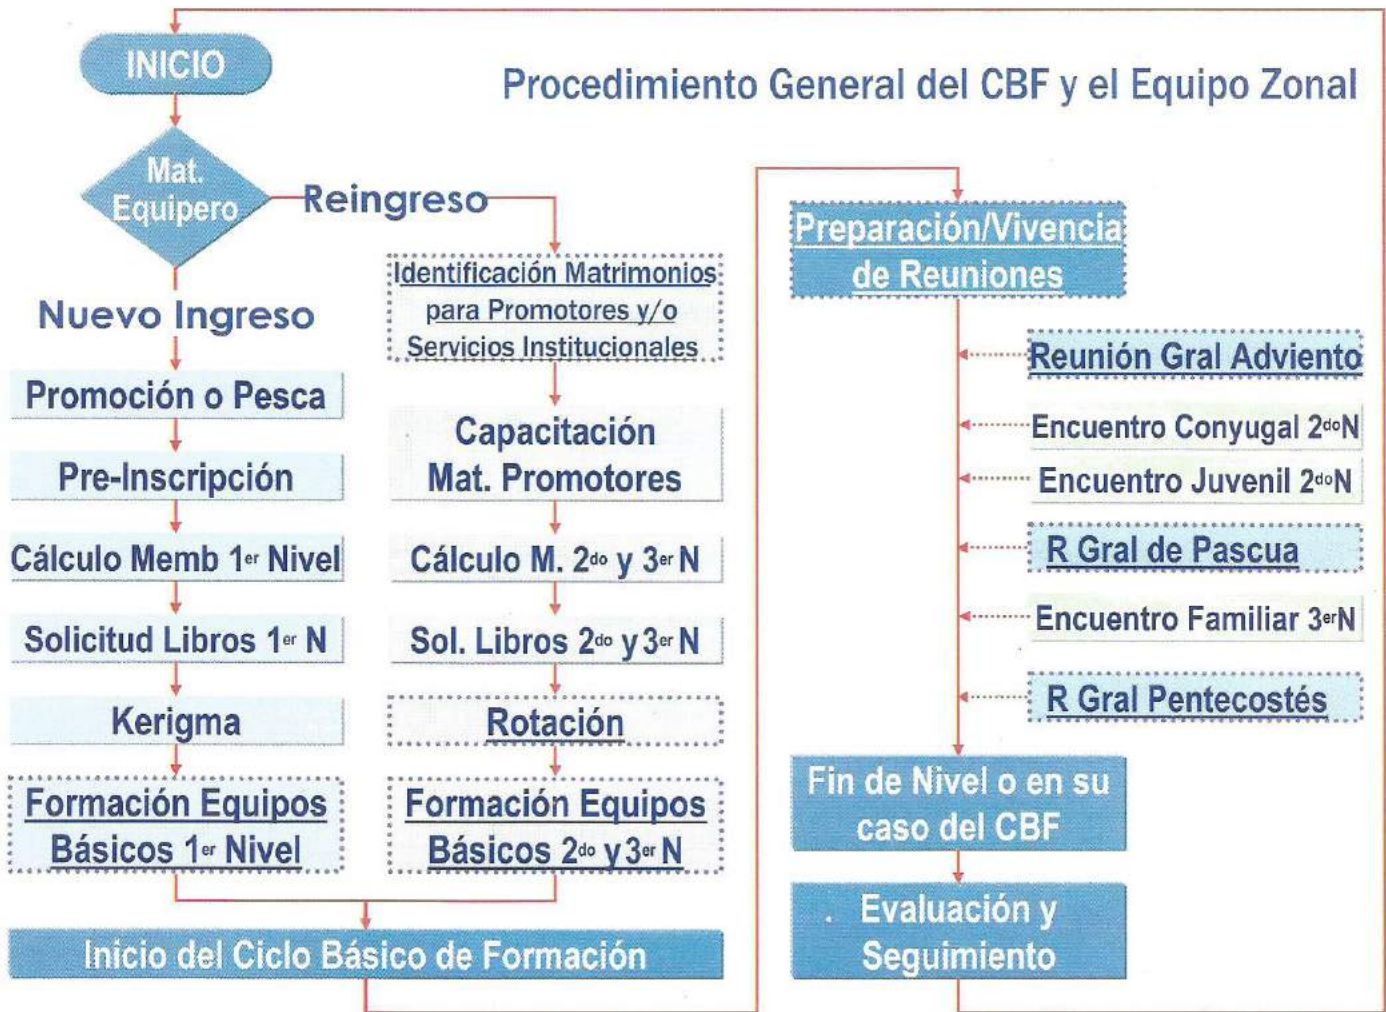 INICIO
Procedimiento General del CBF y el Equipo Zonal
Mat.
Equipero
Reingreso
Nuevo Ingreso
Promoción o Pesca
Pre-Inscripción
Cálculo Memb 1er Nivel
Solicitud Libros 1er N
Kerigma
Formación Equipos
Básicos 1er Nivel
Identificación Matrimonios
para Promotores y/o
Servicios Institucionales
Capacitación
Mat. Promotores
Cálculo M. 2do y 3er N
Sol. Libros 2do y 3er N
Rotación
Formación Equipos
Básicos 2do y 3er N
Inicio del Ciclo Básico de Formación
Preparación/Vivencia
de Reuniones
Reunión Gral Adviento
Encuentro Conyugal 2doN
Encuentro Juvenil 2doN
R Gral de Pascua
Encuentro Familiar 3erN
R Gral Pentecostés
Fin de Nivel o en su
caso del CBF
Evaluación y
Seguimiento